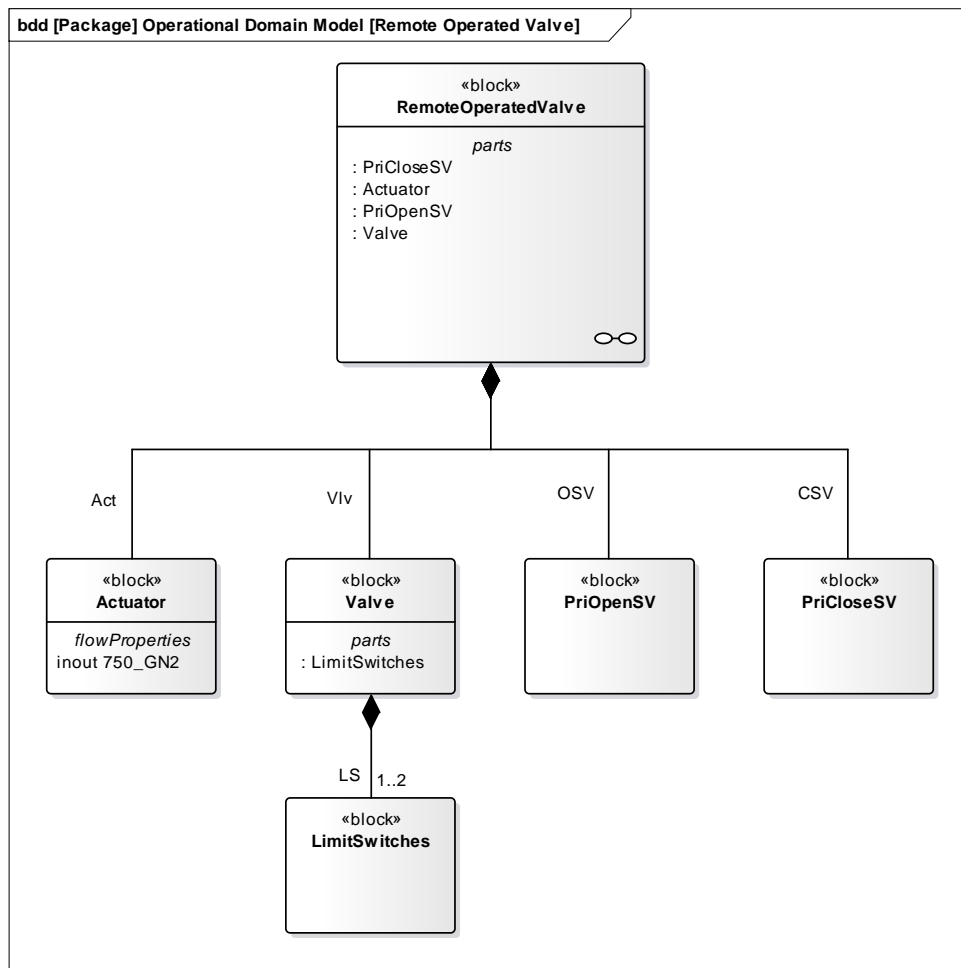 bdd [Package] Operational Domain Model [Remote Operated Valve]
«block»
RemoteOperatedValve
parts
: PriCloseSV
: Actuator
: PriOpenSV
: Valve
Act
Vlv
OSV
CSV
«block»
Actuator
flowProperties
inout 750_GN2
«block»
Valve
parts
: LimitSwitches
«block»
PriOpenSV
«block»
PriCloseSV
LS
1..2
«block»
LimitSwitches